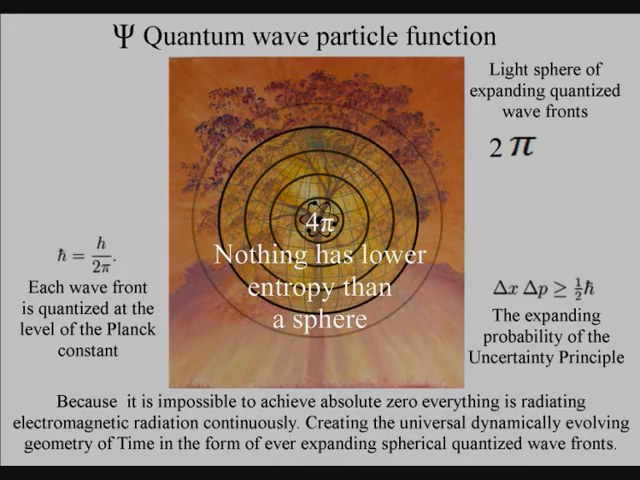 Ψ Quantum wave particle function
Light sphere of
expanding quantized
wave fronts
2 π
4π
Nothing has lower
entropy than
a sphere
ħ = h/2π.
Each wave front
is quantized at the
level of the Planck
constant
Δx Δp ≥ ½ħ
The expanding
probability of the
Uncertainty Principle
Because it is impossible to achieve absolute zero everything is radiating
electromagnetic radiation continuously. Creating the universal dynamically evolving
geometry of Time in the form of ever expanding spherical quantized wave fronts.